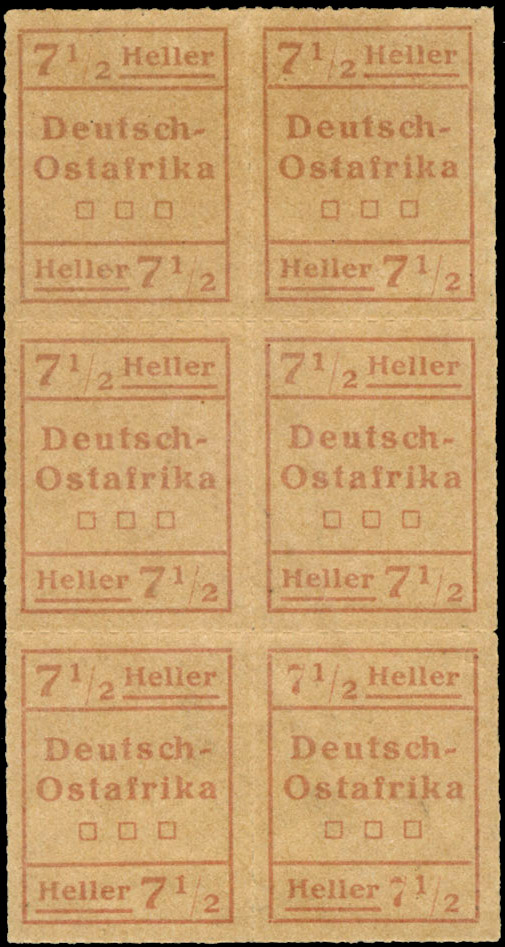 7 1/2 Heller
Deutsch-
Ostafrika
Heller 7 1/2
7 1/2 Heller
Deutsch-
Ostafrika
Heller 7 1/2
7 1/2 Heller
Deutsch-
Ostafrika
Heller 7 1/2
7 1/2 Heller
Deutsch-
Ostafrika
Heller 7 1/2
7 1/2 Heller
Deutsch-
Ostafrika
Heller 7 1/2
7 1/2 Heller
Deutsch-
Ostafrika
Heller 7 1/2